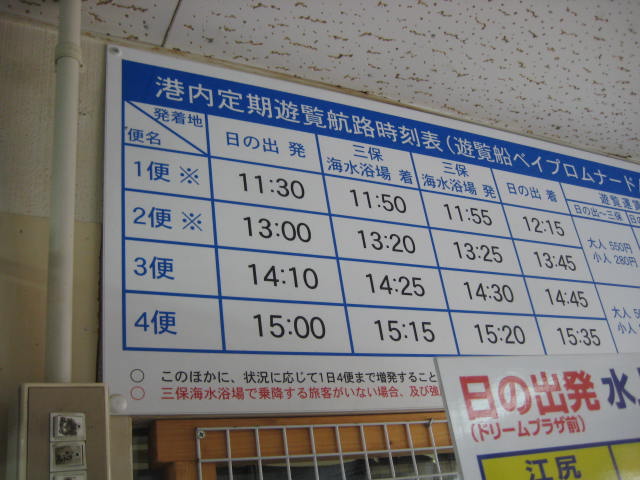 港内定期遊覧航路時刻表(遊覧船ベイプロムナード
発着地
便名
日の出 発
三保
海水浴場 着
三保
海水浴場 発
日の出 着
遊覧運
日の出~三保
1便 ※ 11:30 11:50 11:55 12:15
大人 550円
小人 280円
2便 ※ 13:00 13:20 13:25 13:45
3便 14:10 14:25 14:30 14:45
大人
小人
4便 15:00 15:15 15:20 15:35
○ このほかに、状況に応じて1日4便まで増発すること
○ 三保海水浴場で乗降する旅客がいない場合、及び強
日の出発 水
(ドリームプラザ前)
江尻